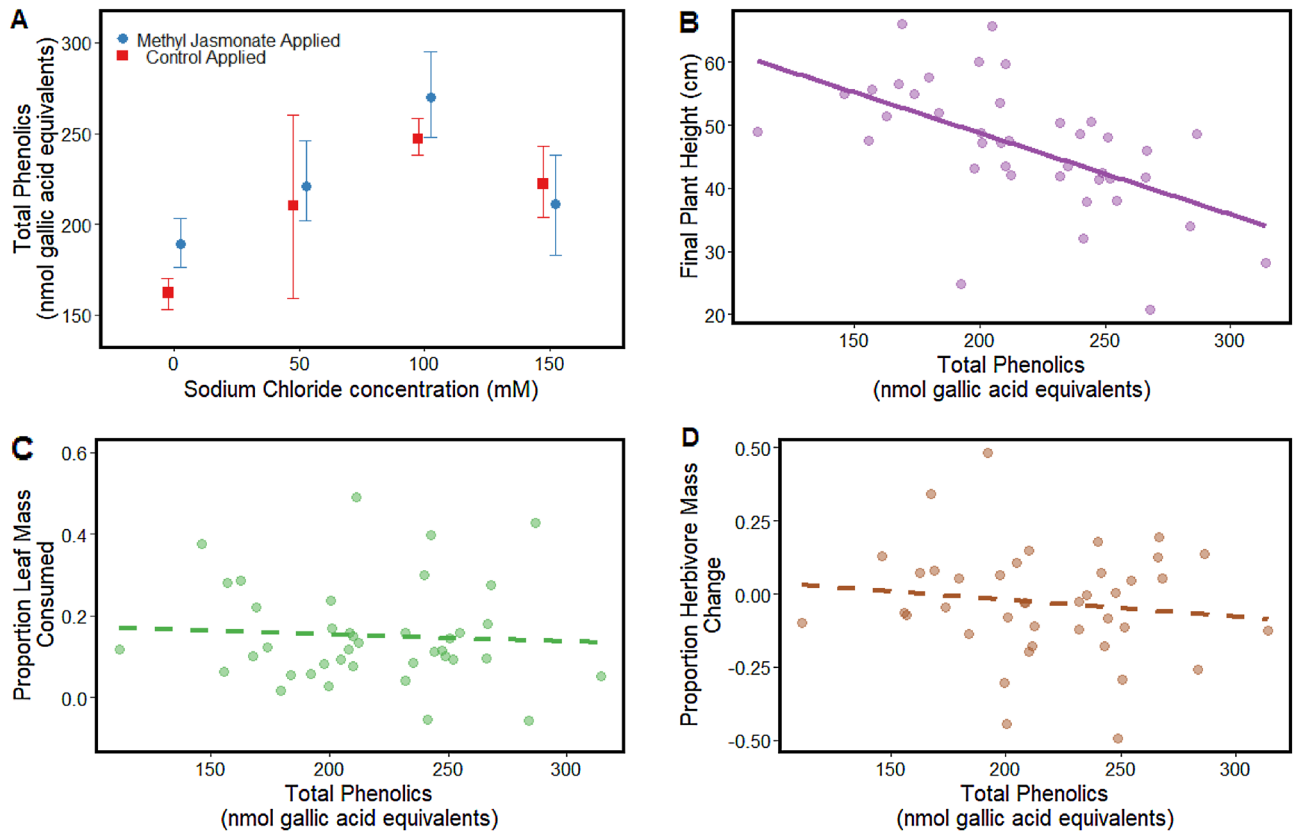 A
Total Phenolics
(nmol gallic acid equivalents)
300
250
200
150
Methyl Jasmonate Applied
Control Applied
0
50
100
150
Sodium Chloride concentration (mM)
B
Final Plant Height (cm)
60
50
40
30
20
150
200
250
300
Total Phenolics
(nmol gallic acid equivalents)
C
Proportion Leaf Mass
Consumed
0.6
0.4
0.2
0.0
150
200
250
300
Total Phenolics
(nmol gallic acid equivalents)
D
Proportion Herbivore Mass
Change
0.50
0.25
0.00
-0.25
-0.50
150
200
250
300
Total Phenolics
(nmol gallic acid equivalents)